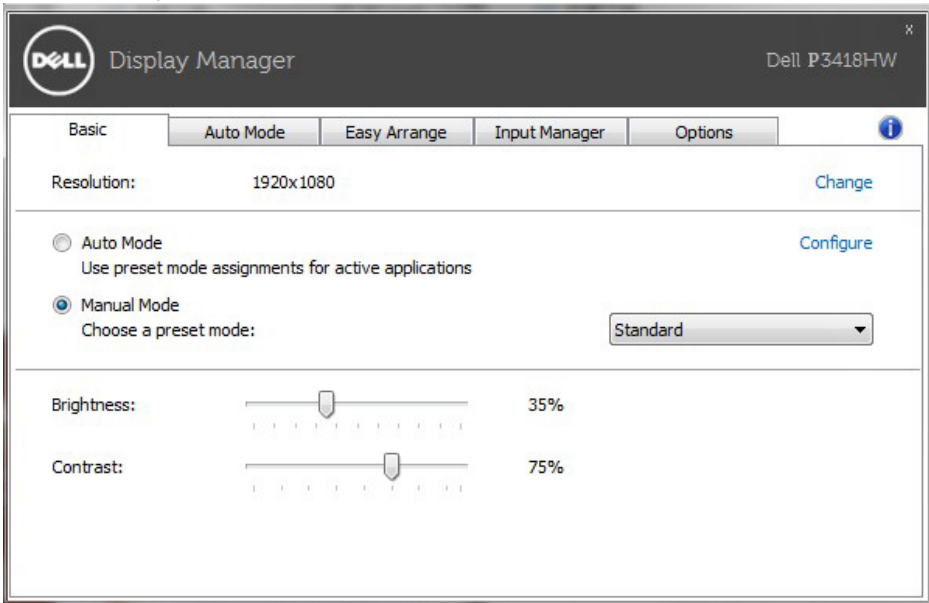 x
DELL Display Manager Dell P3418HW
Basic Auto Mode Easy Arrange Input Manager Options i
Resolution: 1920x1080 Change
Auto Mode Configure
Use preset mode assignments for active applications
Manual Mode
Choose a preset mode: Standard
Brightness: 35%
Contrast: 75%